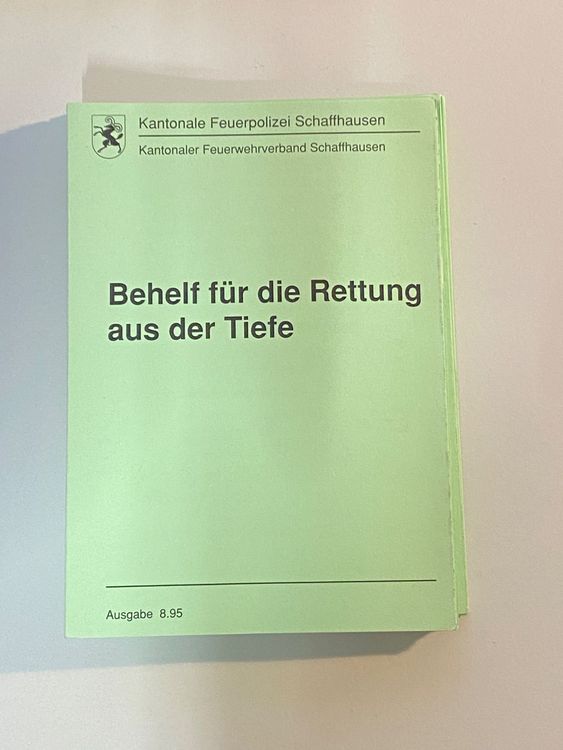 Kantonale Feuerpolizei Schaffhausen
Kantonaler Feuerwehrverband Schaffhausen
Behelf für die Rettung
aus der Tiefe
Ausgabe 8.95